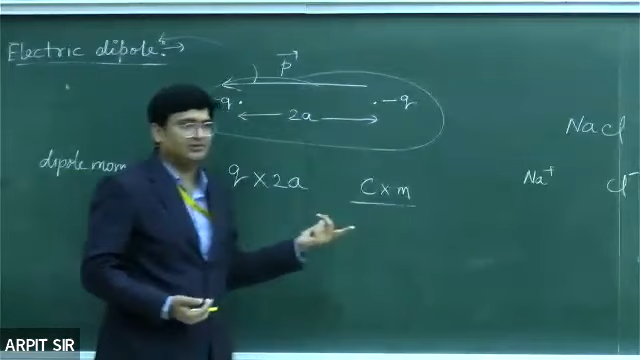 Electric dipole :→
p⃗
q . . -q
← 2a →
NaCl
dipole mom
q × 2a
C × m
Na⁺ Cl⁻
ARPIT SIR